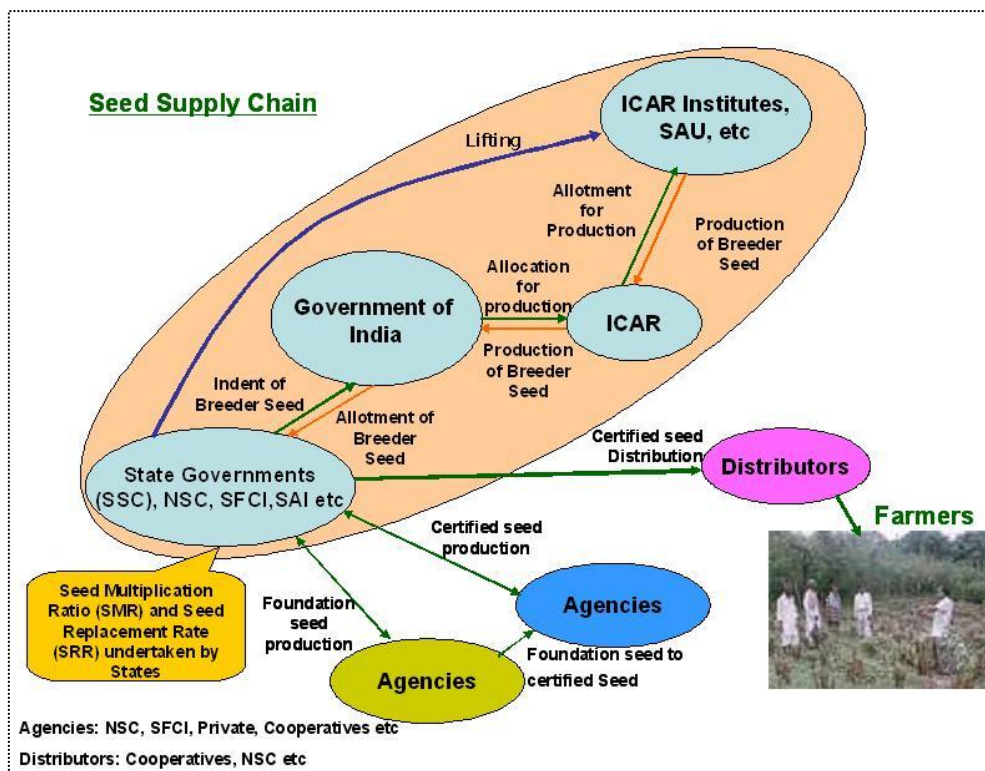 Seed Supply Chain
ICAR Institutes,
SAU, etc
Lifting
Allotment
for
Production
Production
of Breeder
Seed
Allocation
for
production
Government of
India
ICAR
Production
of Breeder
Seed
Indent of
Breeder Seed
Allotment of
Breeder
Seed
Certified seed
Distribution
Distributors
State Governments
(SSC), NSC, SFCI,SAI etc
Farmers
Certified seed
production
Seed Multiplication
Ratio (SMR) and Seed
Replacement Rate
(SRR) undertaken by
States
Foundation
seed
production
Agencies
Agencies
Foundation seed to
certified Seed
Agencies: NSC, SFCI, Private, Cooperatives etc
Distributors: Cooperatives, NSC etc